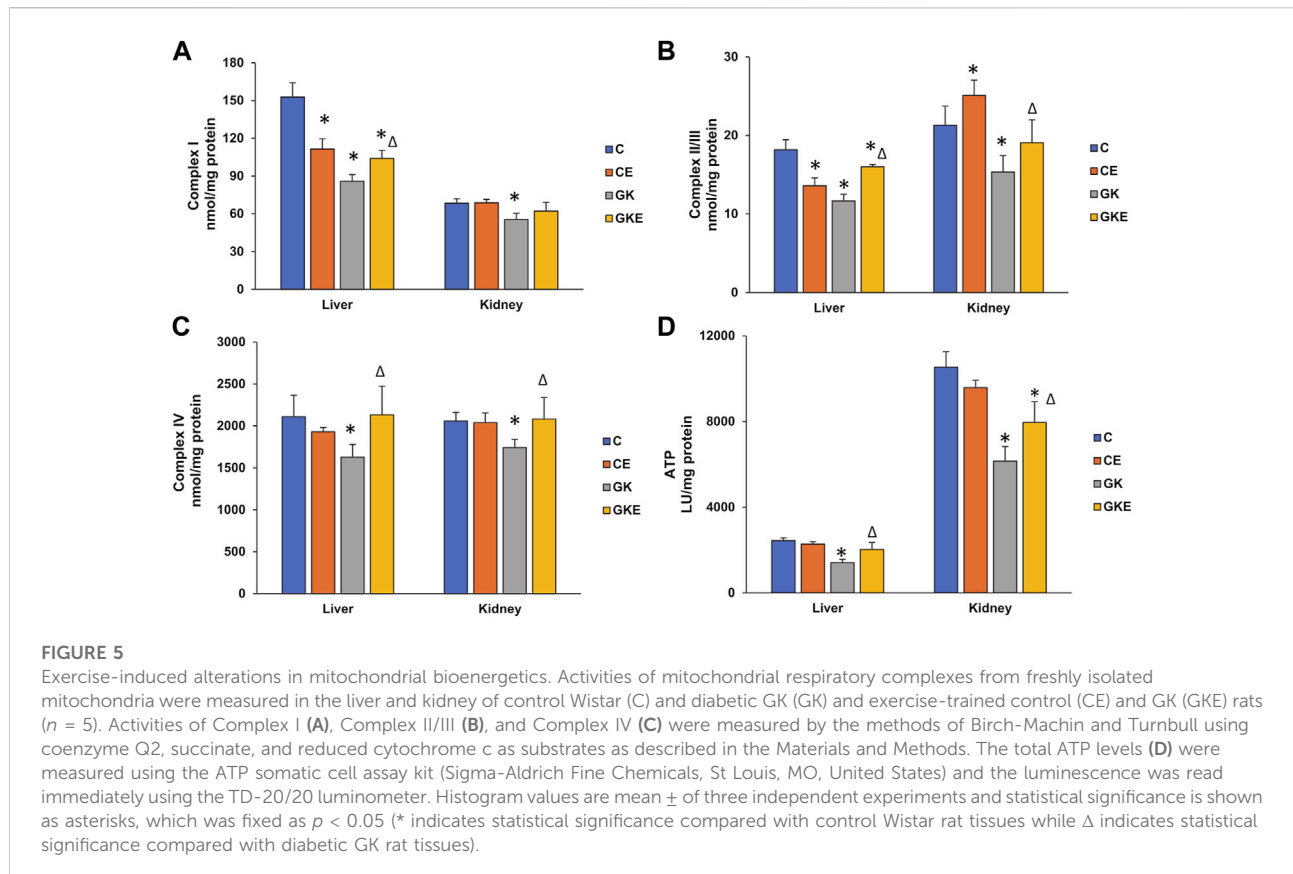 A
180
150
120
90
60
30
0
Complex I
nmol/mg protein
*
*
*
Δ
*
Liver
Kidney
C
CE
GK
GKE
B
30
20
10
0
Complex II/III
nmol/mg protein
*
*
*
Δ
*
*
Δ
Liver
Kidney
C
CE
GK
GKE
C
3000
2500
2000
1500
1000
500
0
Complex IV
nmol/mg protein
*
Δ
*
Δ
Liver
Kidney
C
CE
GK
GKE
D
12000
8000
4000
0
ATP
LU/mg protein
*
Δ
*
*
Δ
Liver
Kidney
C
CE
GK
GKE
FIGURE 5
Exercise-induced alterations in mitochondrial bioenergetics. Activities of mitochondrial respiratory complexes from freshly isolated
mitochondria were measured in the liver and kidney of control Wistar (C) and diabetic GK (GK) and exercise-trained control (CE) and GK (GKE) rats
(n = 5). Activities of Complex I (A), Complex II/III (B), and Complex IV (C) were measured by the methods of Birch-Machin and Turnbull using
coenzyme Q2, succinate, and reduced cytochrome c as substrates as described in the Materials and Methods. The total ATP levels (D) were
measured using the ATP somatic cell assay kit (Sigma-Aldrich Fine Chemicals, St Louis, MO, United States) and the luminescence was read
immediately using the TD-20/20 luminometer. Histogram values are mean ± of three independent experiments and statistical significance is shown
as asterisks, which was fixed as p < 0.05 (* indicates statistical significance compared with control Wistar rat tissues while Δ indicates statistical
significance compared with diabetic GK rat tissues).